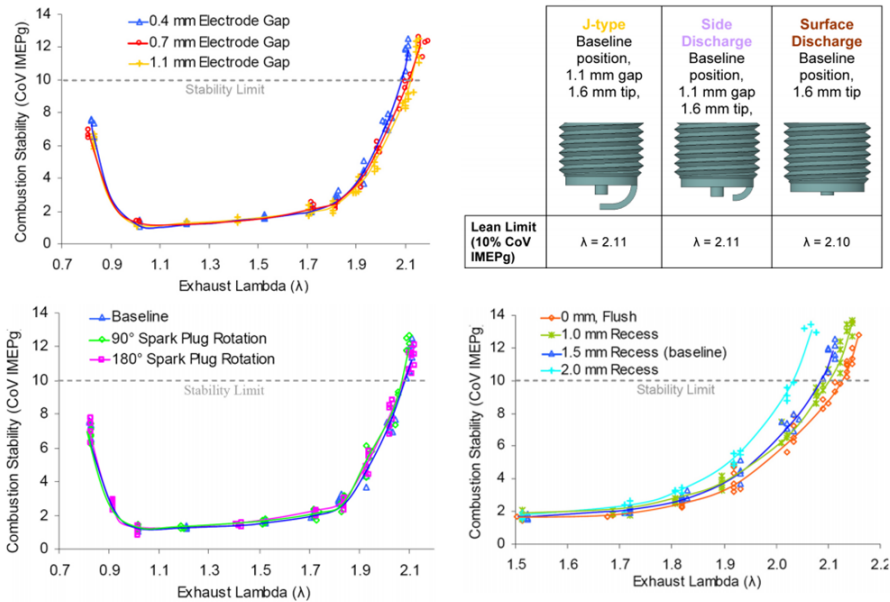 14
12
10
8
6
4
2
0
Combustion Stability (CoV IMEPg)
0.4 mm Electrode Gap
0.7 mm Electrode Gap
1.1 mm Electrode Gap
Stability Limit
0.7 0.9 1.1 1.3 1.5 1.7 1.9 2.1
Exhaust Lambda (λ)
J-type
Baseline
position,
1.1 mm gap
1.6 mm tip,
Side
Discharge
Baseline
position,
1.1 mm gap
1.6 mm tip,
Surface
Discharge
Baseline
position,
1.6 mm tip
Lean Limit
(10% CoV
IMEPg)
λ = 2.11
λ = 2.11
λ = 2.10
14
12
10
8
6
4
2
0
Combustion Stability (CoV IMEPg)
Baseline
90° Spark Plug Rotation
180° Spark Plug Rotation
Stability Limit
0.7 0.9 1.1 1.3 1.5 1.7 1.9 2.1
Exhaust Lambda (λ)
14
12
10
8
6
4
2
0
Combustion Stability (CoV IMEPg)
0 mm, Flush
1.0 mm Recess
1.5 mm Recess (baseline)
2.0 mm Recess
Stability Limit
1.5 1.6 1.7 1.8 1.9 2.0 2.1 2.2
Exhaust Lambda (λ)